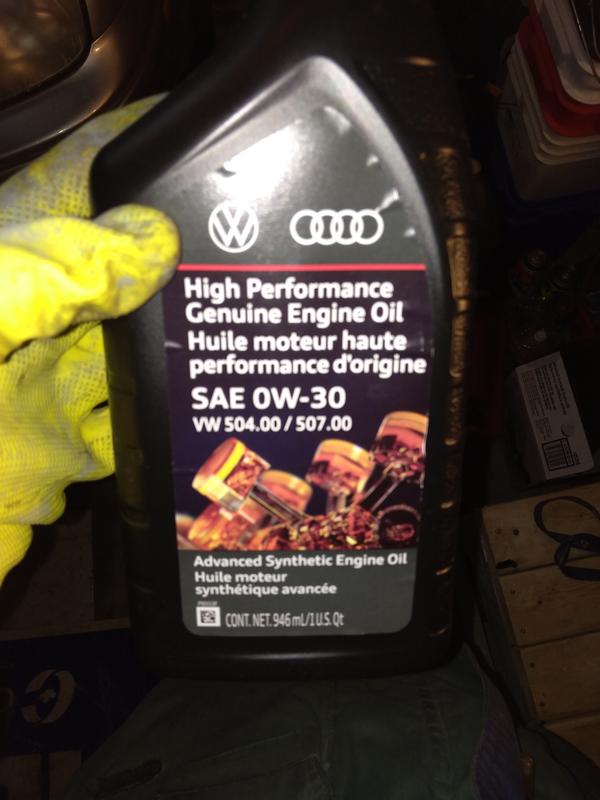 High Performance
Genuine Engine Oil
Huile moteur haute
performance d'origine
SAE 0W-30
VW 504.00 / 507.00
Advanced Synthetic Engine Oil
Huile moteur
synthétique avancée
CONT. NET. 946 mL/1 U.S. Qt